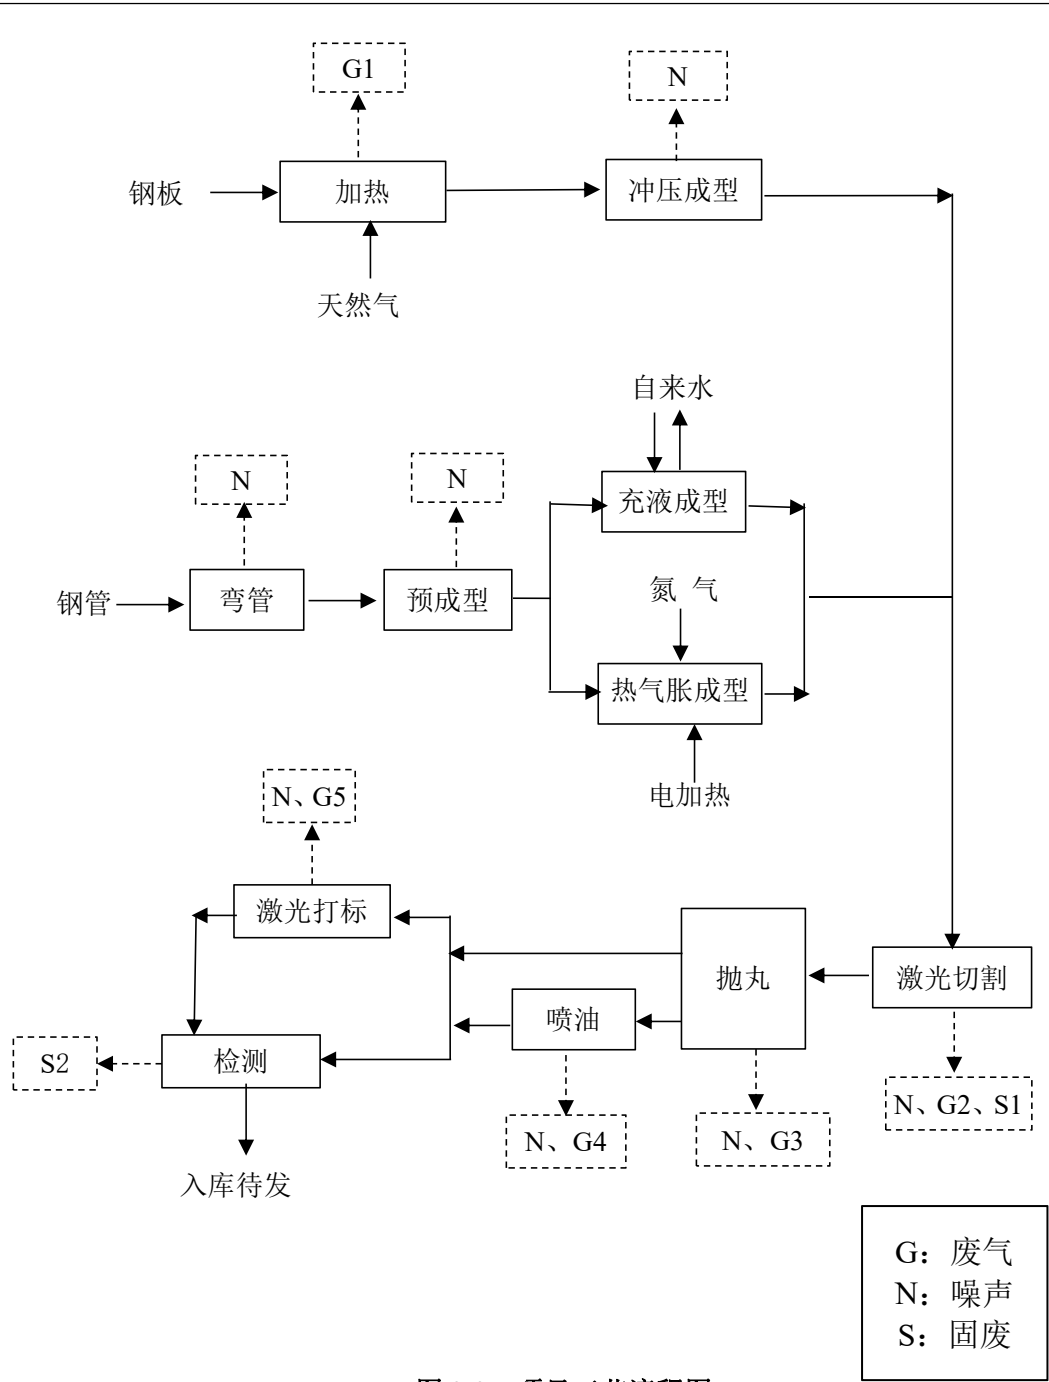 G1
N
钢板
加热
冲压成型
天然气
自来水
N
N
充液成型
钢管
弯管
预成型
氮 气
热气胀成型
电加热
N、G5
激光打标
抛丸
激光切割
喷油
S2
检测
N、G4
N、G3
N、G2、S1
入库待发
G：废气
N：噪声
S：固废